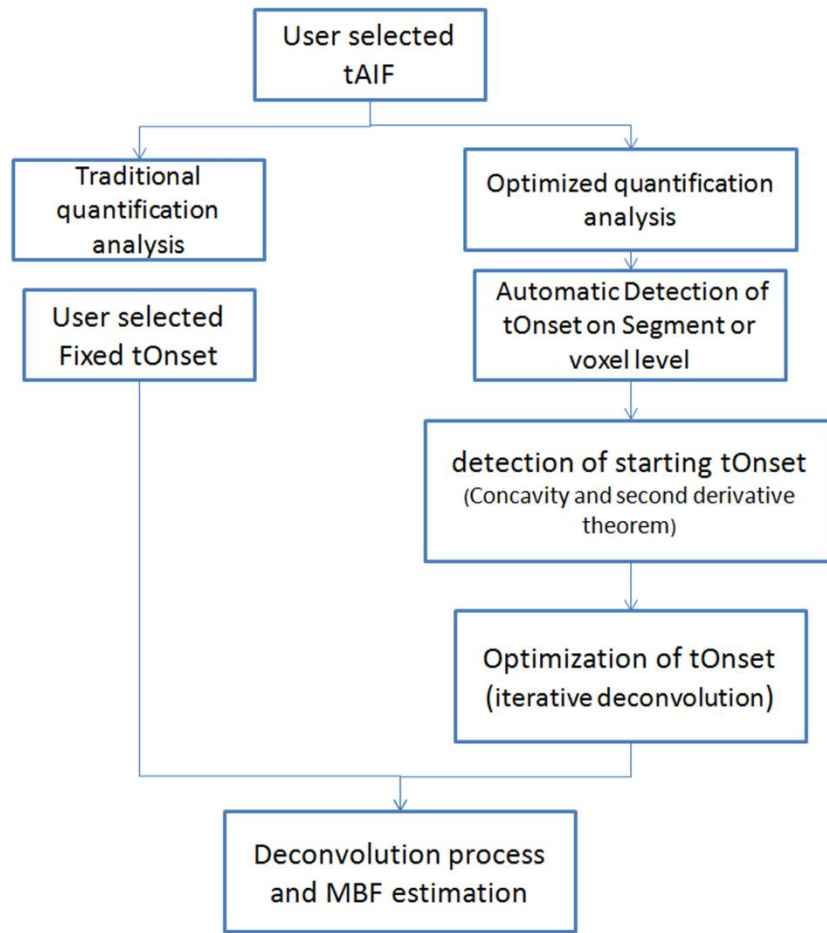 User selected
tAIF
Traditional
quantification
analysis
User selected
Fixed tOnset
Optimized quantification
analysis
Automatic Detection of
tOnset on Segment or
voxel level
detection of starting tOnset
(Concavity and second derivative
theorem)
Optimization of tOnset
(iterative deconvolution)
Deconvolution process
and MBF estimation